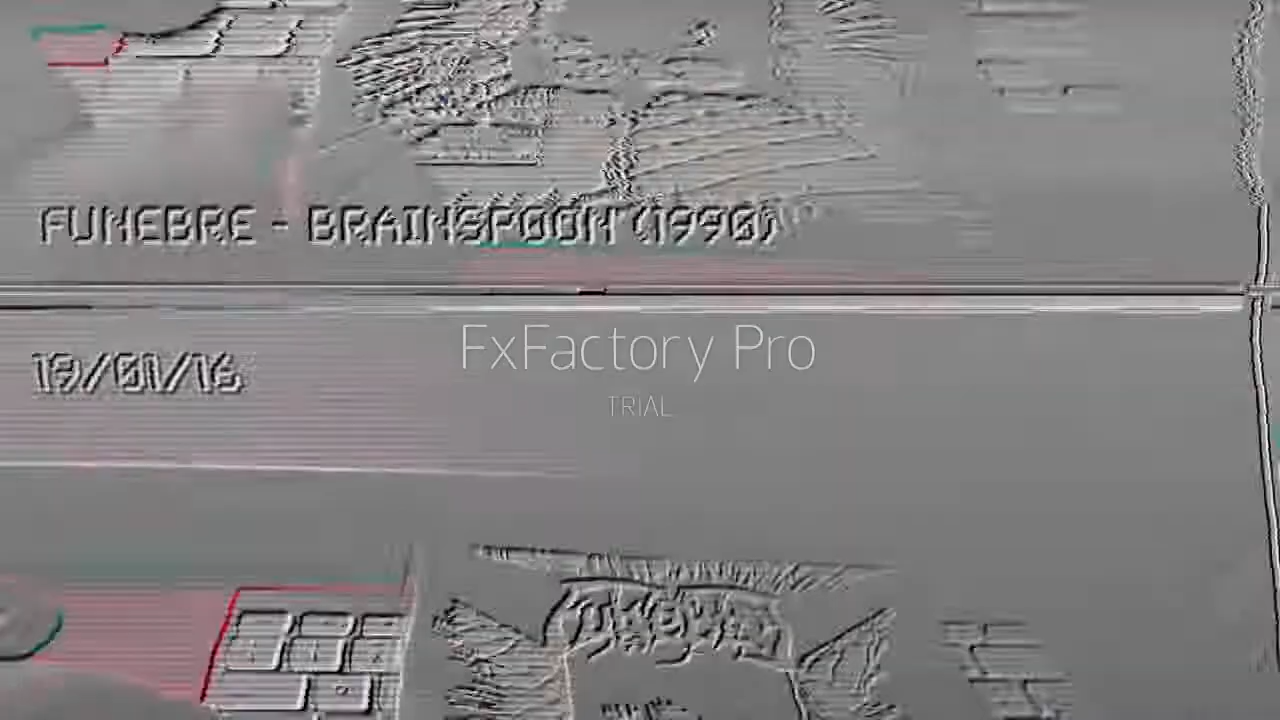 FUNEBRE - BRAINSPOON (1990)
FxFactory Pro
19/01/16
TRIAL